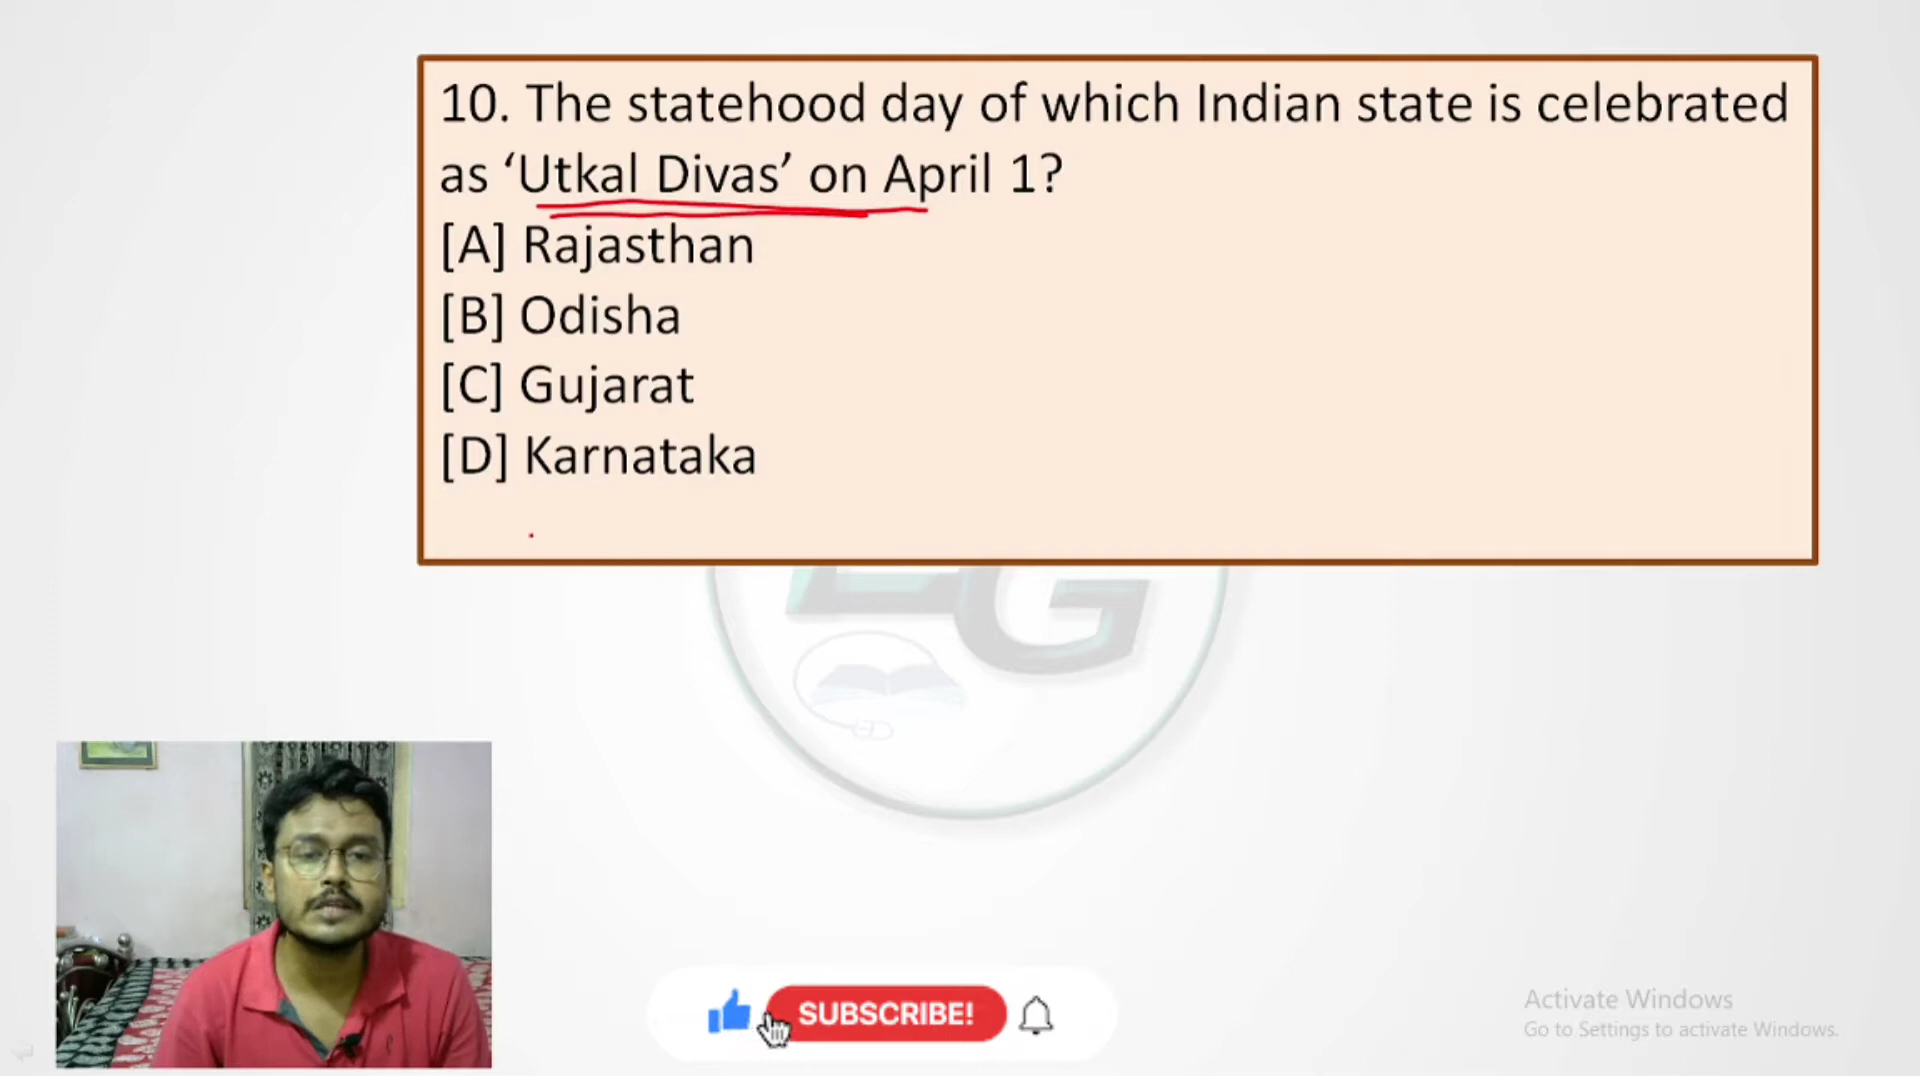 10. The statehood day of which Indian state is celebrated
as ‘Utkal Divas’ on April 1?
[A] Rajasthan
[B] Odisha
[C] Gujarat
[D] Karnataka
SUBSCRIBE!
Activate Windows
Go to Settings to activate Windows.